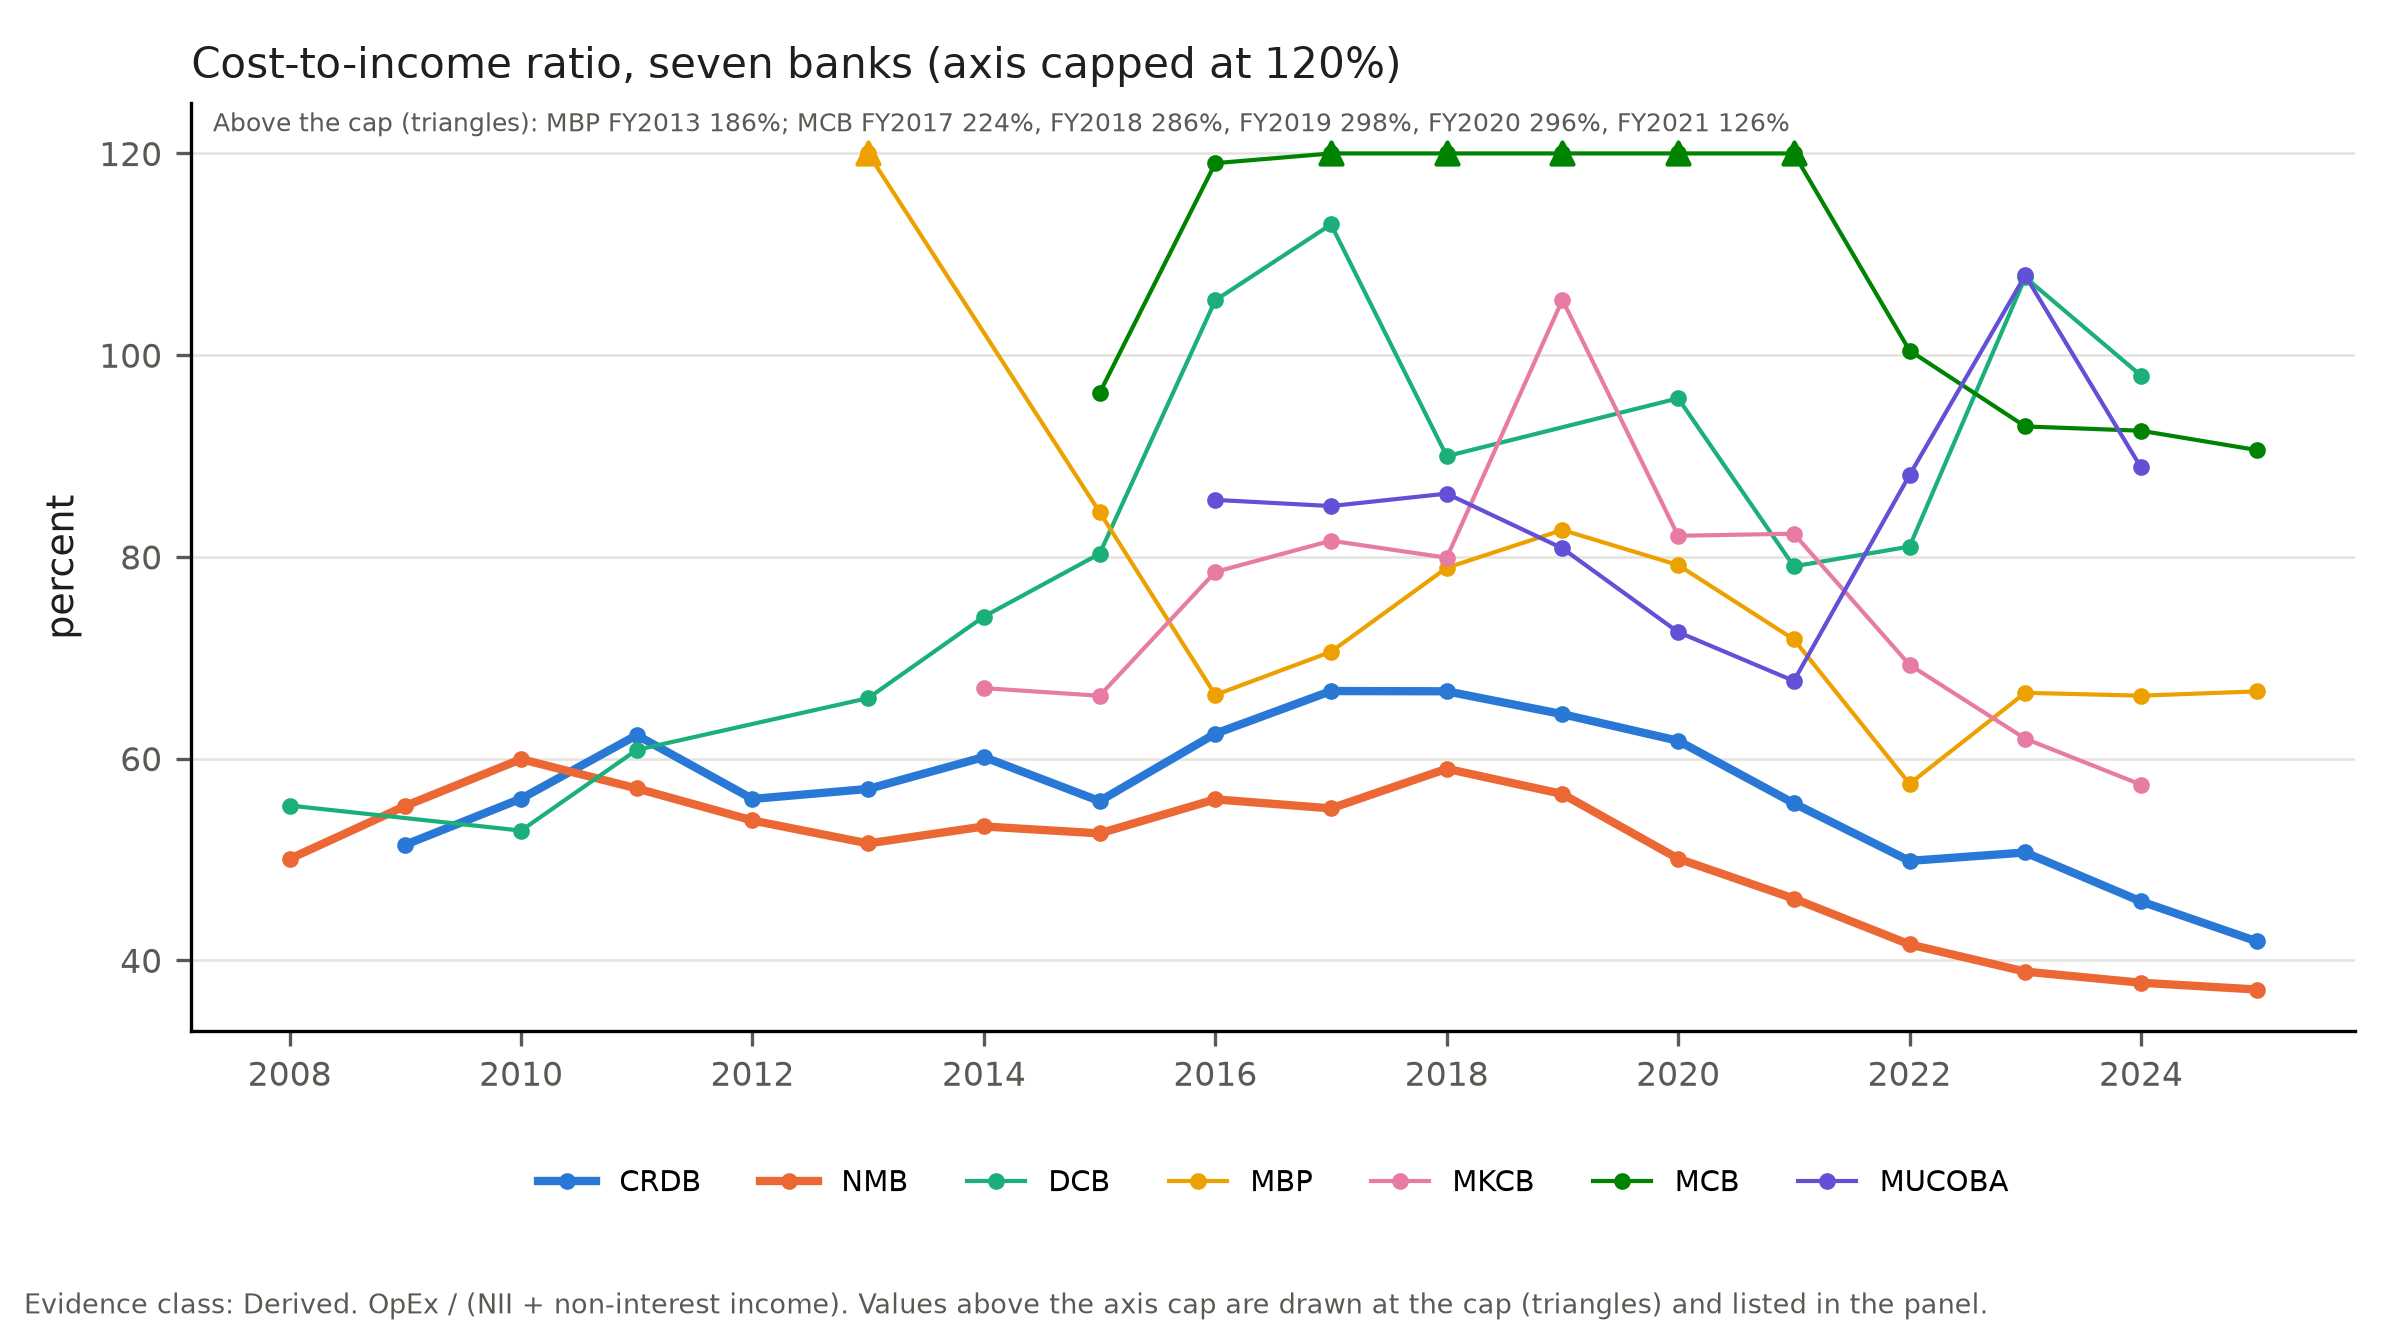 Cost-to-income ratio, seven banks (axis capped at 120%)
Above the cap (triangles): MBP FY2013 186%; MCB FY2017 224%, FY2018 286%, FY2019 298%, FY2020 296%, FY2021 126%
120
100
80
60
40
percent
2008 2010 2012 2014 2016 2018 2020 2022 2024
CRDB NMB DCB MBP MKCB MCB MUCOBA
Evidence class: Derived. OpEx / (NII + non-interest income). Values above the axis cap are drawn at the cap (triangles) and listed in the panel.